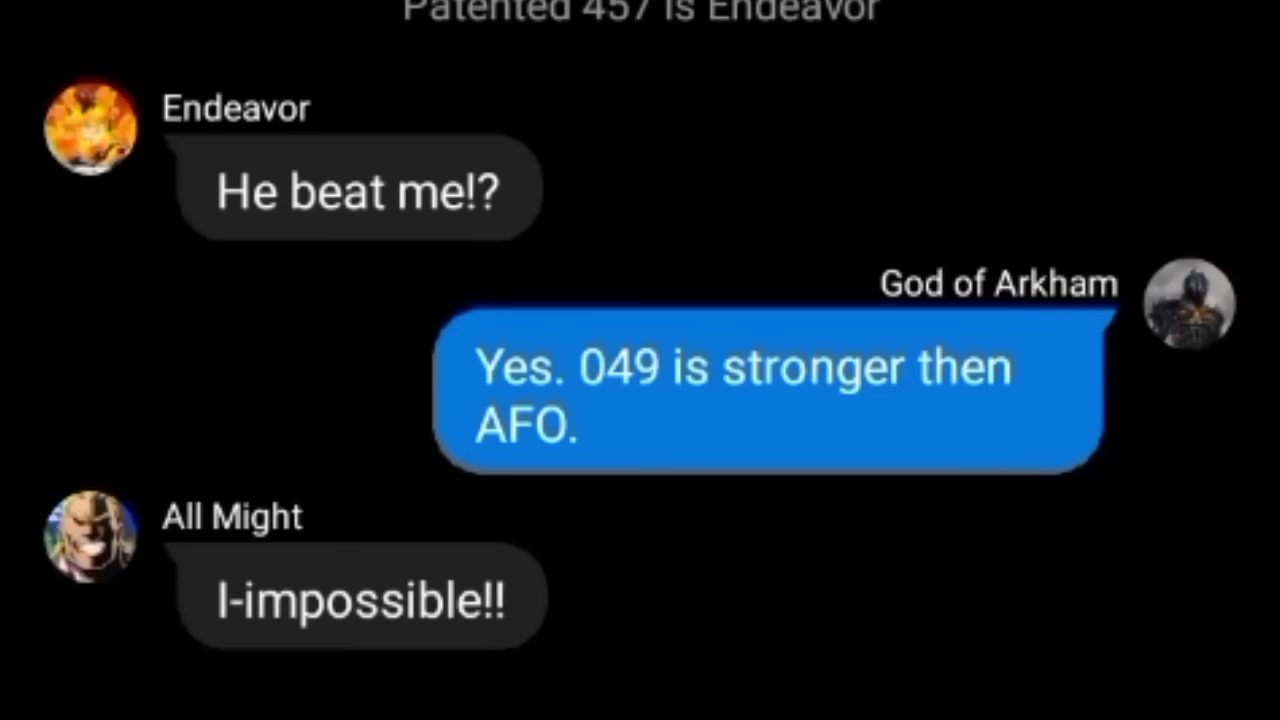 Patented 457 is Endeavor
Endeavor
He beat me!?
God of Arkham
Yes. 049 is stronger then
AFO.
All Might
I-impossible!!